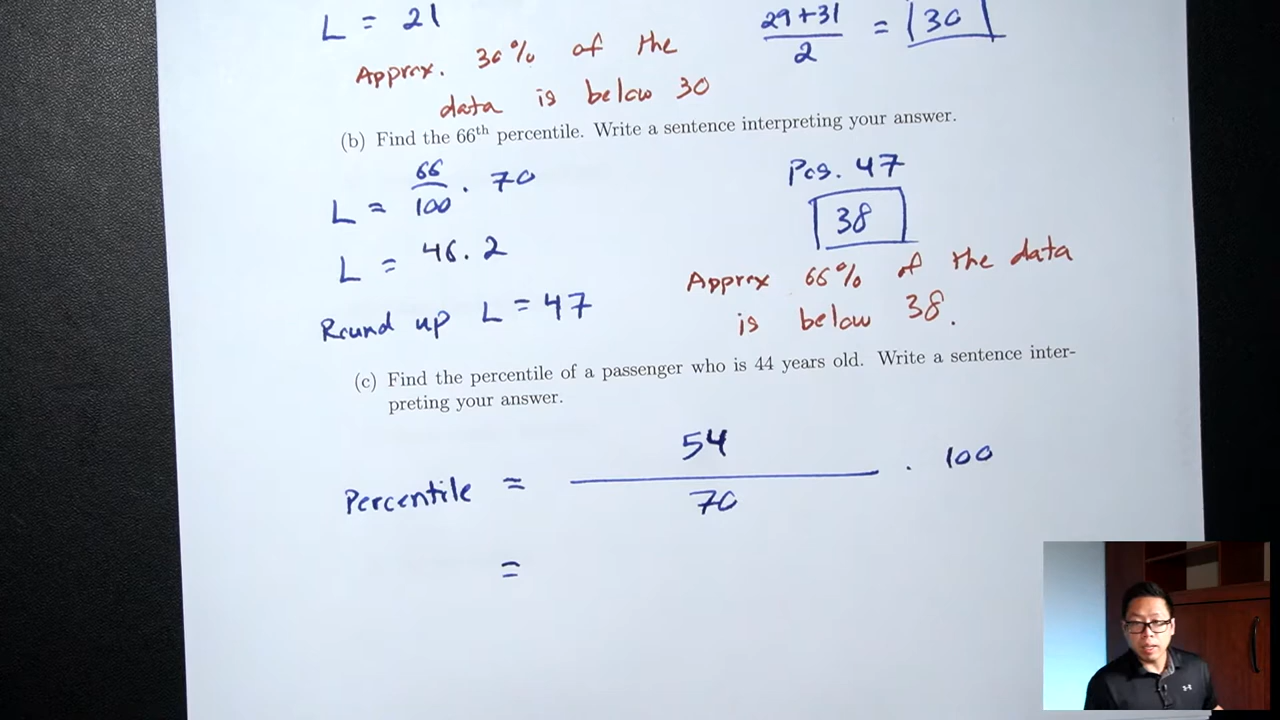 L = 21
29+31 / 2 = 30
Approx. 30% of the
data is below 30
(b) Find the 66th percentile. Write a sentence interpreting your answer.
L = 66/100 . 70
L = 46.2
Round up L = 47
Pos. 47
38
Approx 66% of the data
is below 38.
(c) Find the percentile of a passenger who is 44 years old. Write a sentence inter-
preting your answer.
Percentile = 54/70 . 100
=